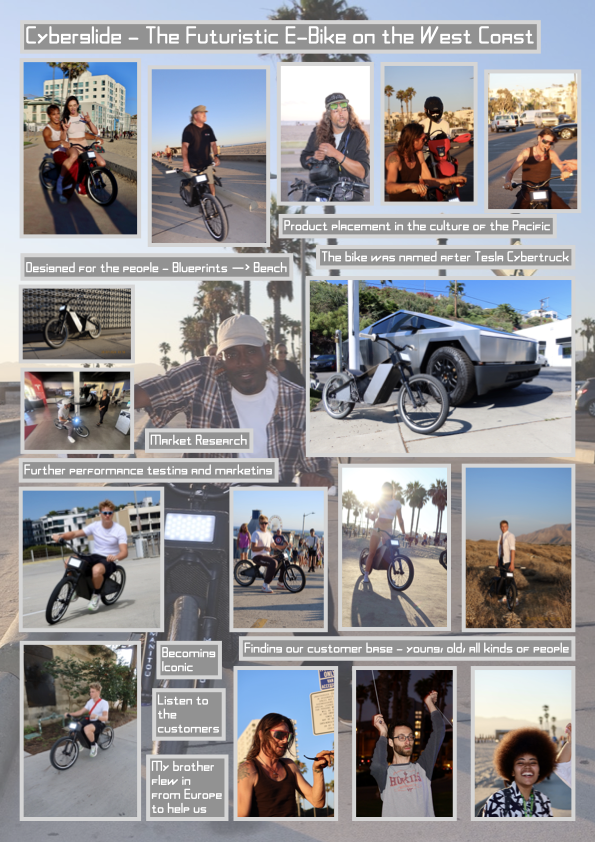 Cyberglide – The Futuristic E-Bike on the West Coast
Product placement in the culture of the Pacific
The bike was named after Tesla Cybertruck
Designed for the people – Blueprints —> Beach
Market Research
Further performance testing and marketing
MANITOU
Becoming
Iconic
Finding our customer base – young, old, all kinds of people
Listen to
the
customers
My brother
flew in
from Europe
to help us